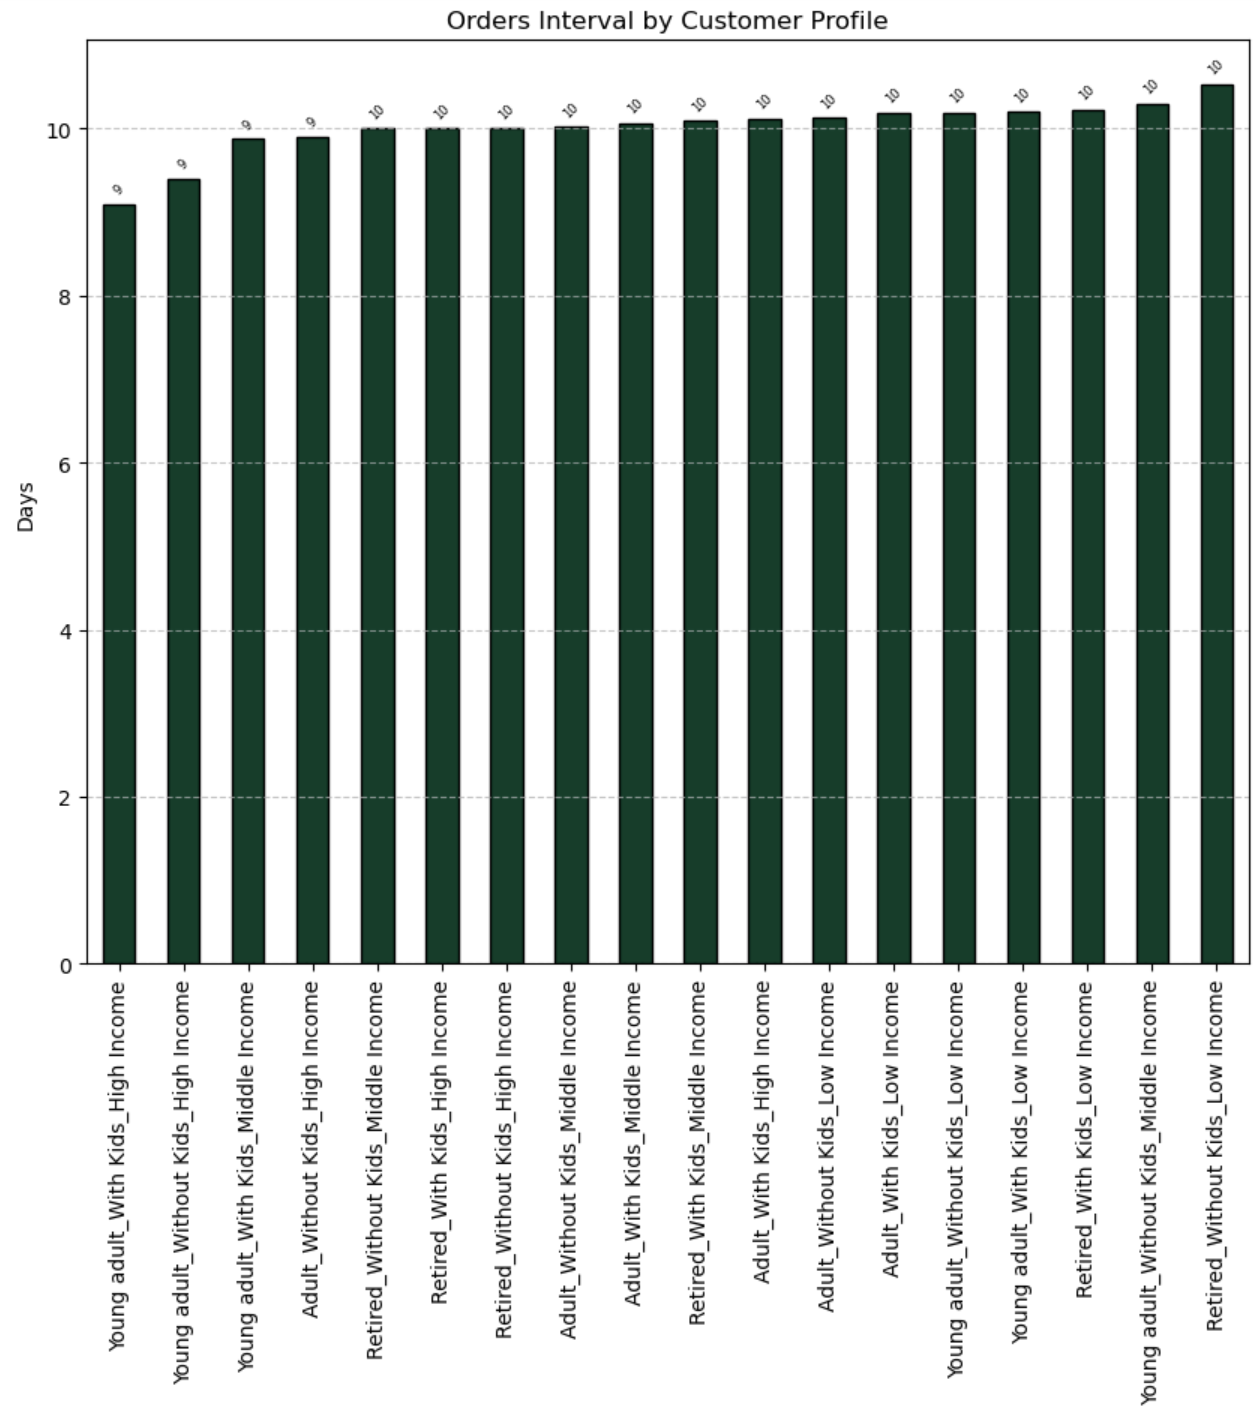 Orders Interval by Customer Profile
Days
10
8
6
4
2
0
9
9
9
9
10
10
10
10
10
10
10
10
10
10
10
10
10
10
Young adult_With Kids_High Income
Young adult_Without Kids_High Income
Young adult_With Kids_Middle Income
Adult_Without Kids_High Income
Retired_Without Kids_Middle Income
Retired_With Kids_High Income
Retired_Without Kids_High Income
Adult_Without Kids_Middle Income
Adult_With Kids_Middle Income
Retired_With Kids_Middle Income
Adult_With Kids_High Income
Adult_Without Kids_Low Income
Adult_With Kids_Low Income
Young adult_Without Kids_Low Income
Young adult_With Kids_Low Income
Retired_With Kids_Low Income
Young adult_Without Kids_Middle Income
Retired_Without Kids_Low Income